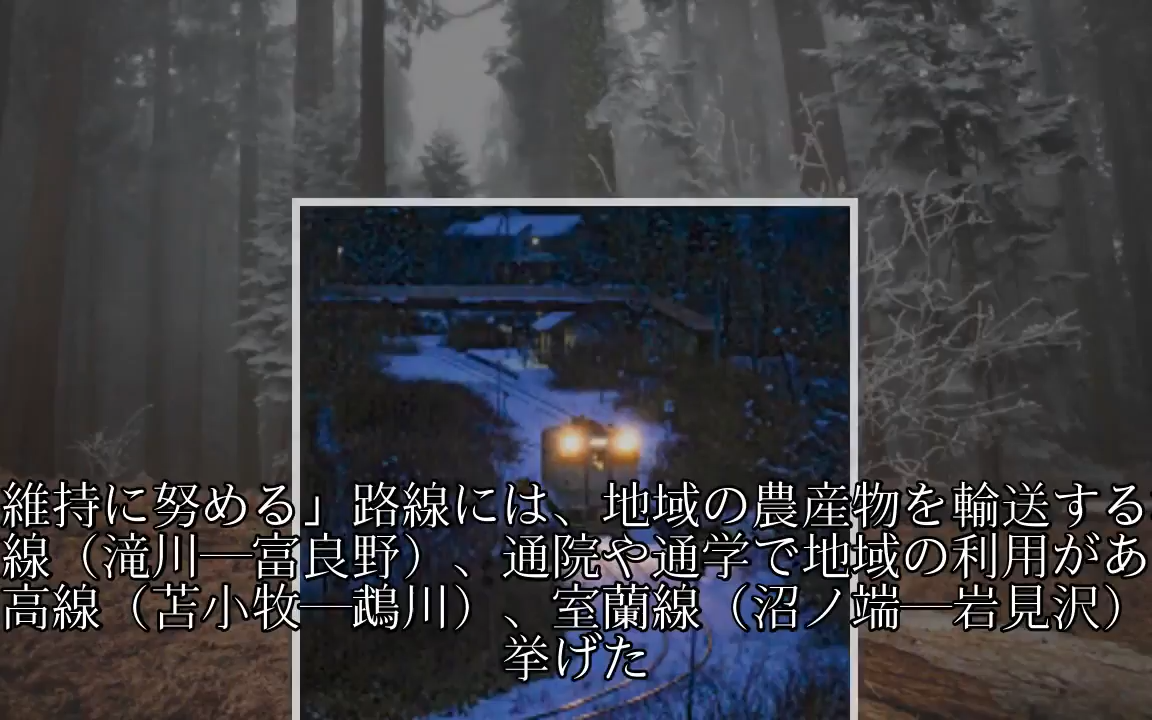 維持に努める」路線には、地域の農産物を輸送する
線（滝川―富良野）、通院や通学で地域の利用があ
高線（苫小牧―鵡川）、室蘭線（沼ノ端―岩見沢）
挙げた